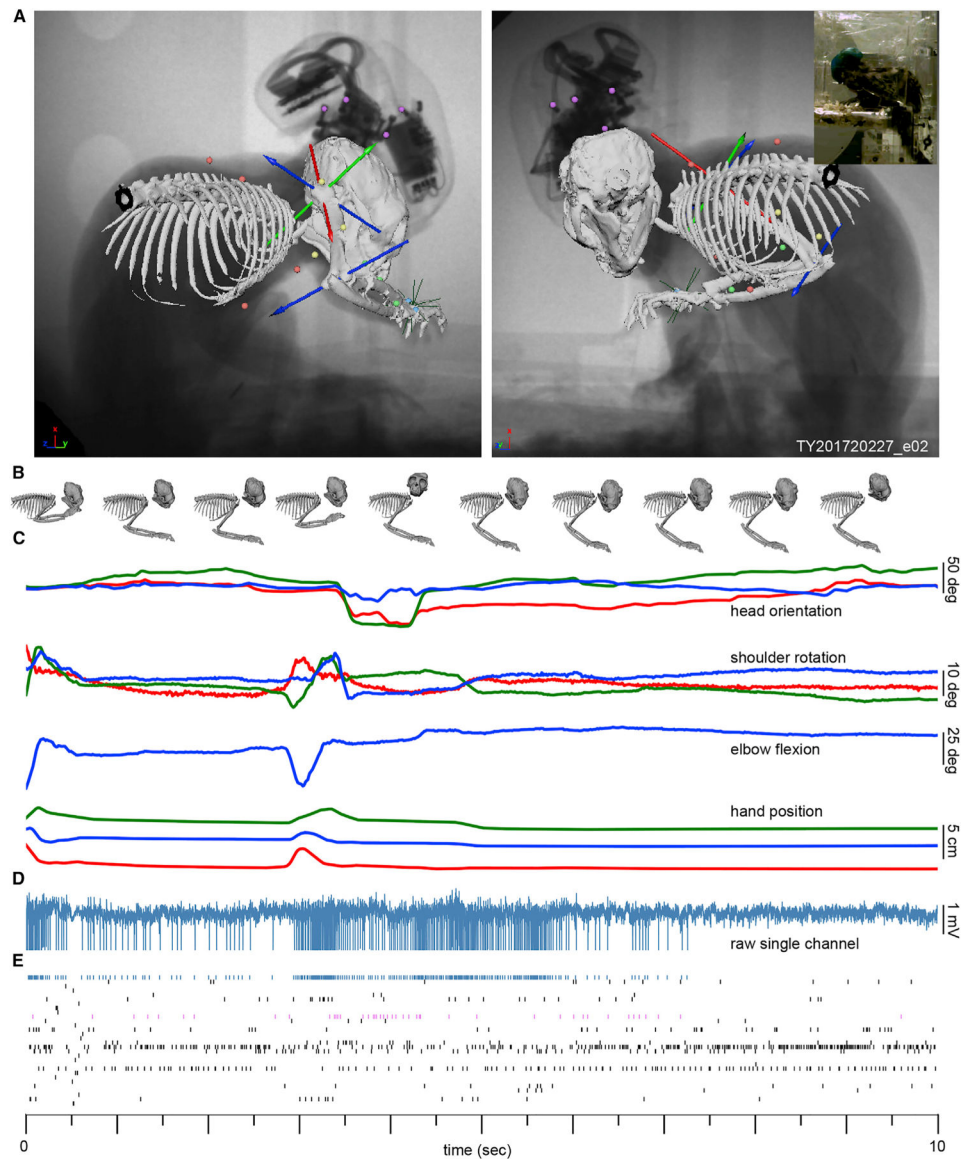 A
x
z
y
x
z
y
TY201720227_e02
B
C
50 deg
head orientation
shoulder rotation
10 deg
25 deg
elbow flexion
hand position
5 cm
D
1 mV
raw single channel
E
0
10
time (sec)